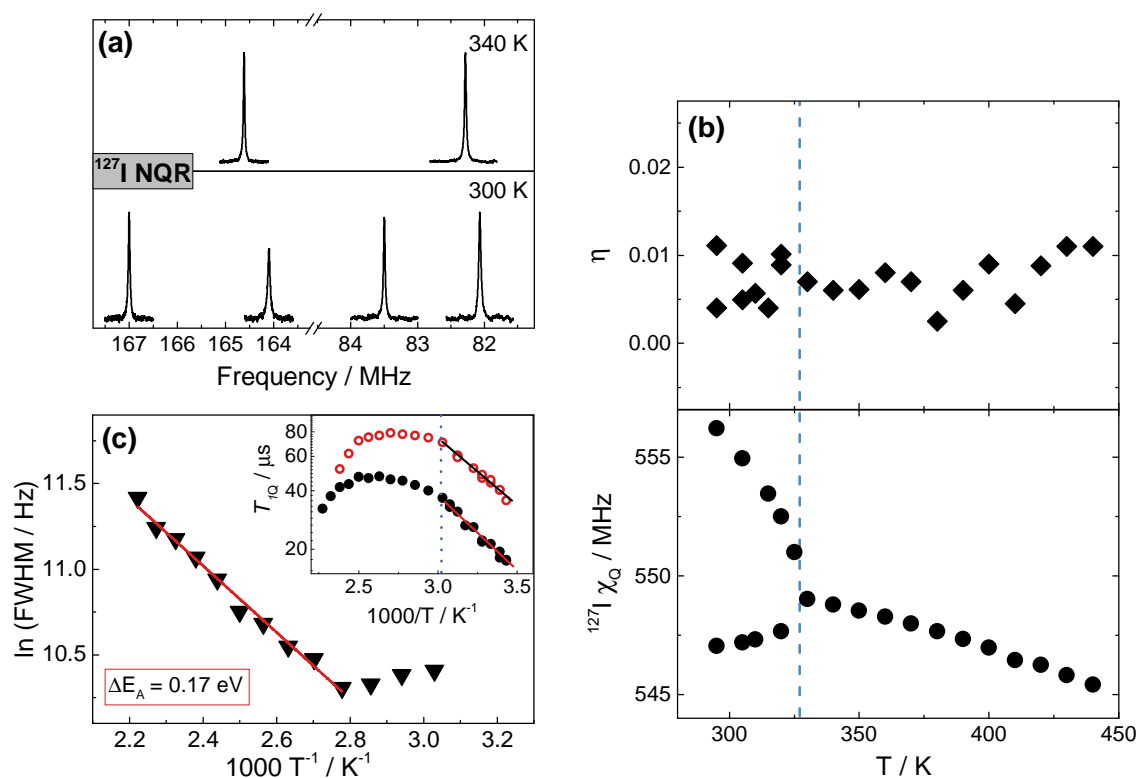 (a)
340 K
¹²⁷I NQR
300 K
167 166 165 164 84 83 82
Frequency / MHz
(b)
0.02
0.01
0.00
η
555
550
545
¹²⁷I χ_Q / MHz
300 350 400 450
T / K
(c)
11.5
11.0
10.5
ln (FWHM / Hz)
80
60
40
20
T_1Q / µs
2.5 3.0 3.5
1000/T / K⁻¹
ΔE_A = 0.17 eV
2.2 2.4 2.6 2.8 3.0 3.2
1000 T⁻¹ / K⁻¹